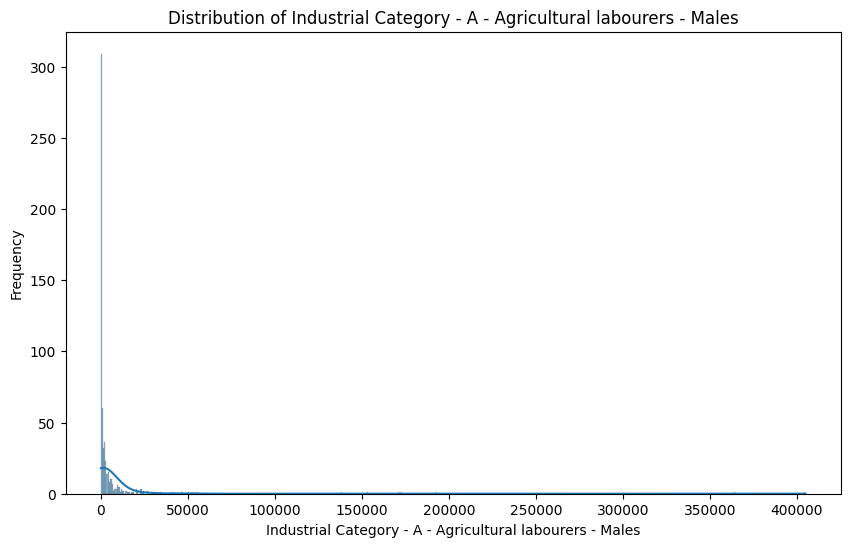 Distribution of Industrial Category - A - Agricultural labourers - Males
Frequency
300
250
200
150
100
50
0
0 50000 100000 150000 200000 250000 300000 350000 400000
Industrial Category - A - Agricultural labourers - Males